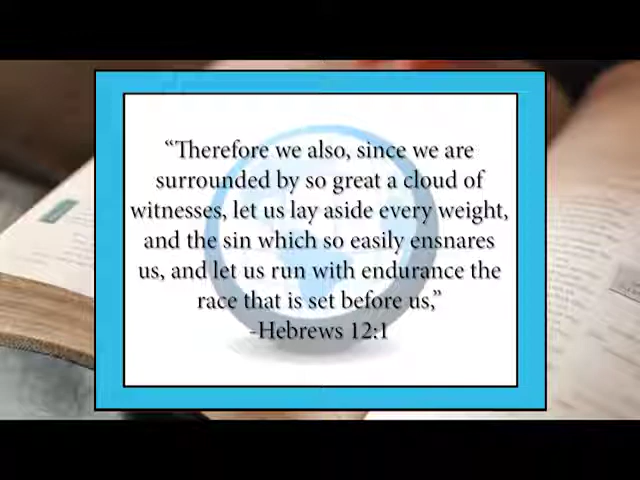 “Therefore we also, since we are
surrounded by so great a cloud of
witnesses, let us lay aside every weight,
and the sin which so easily ensnares
us, and let us run with endurance the
race that is set before us,”
-Hebrews 12:1